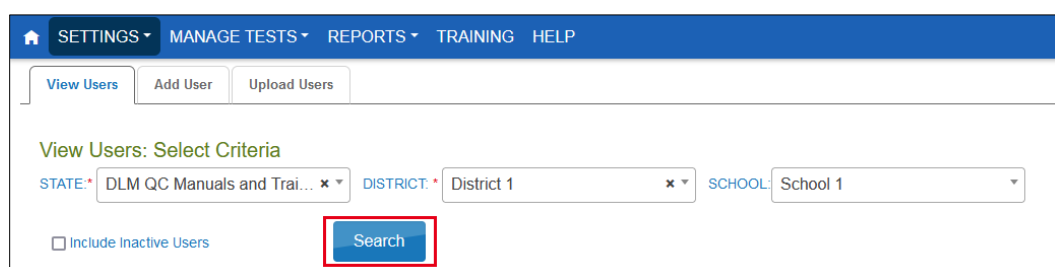 SETTINGS MANAGE TESTS REPORTS TRAINING HELP
View Users Add User Upload Users
View Users: Select Criteria
STATE:* DLM QC Manuals and Trai... × DISTRICT: * District 1 × SCHOOL: School 1
Include Inactive Users Search